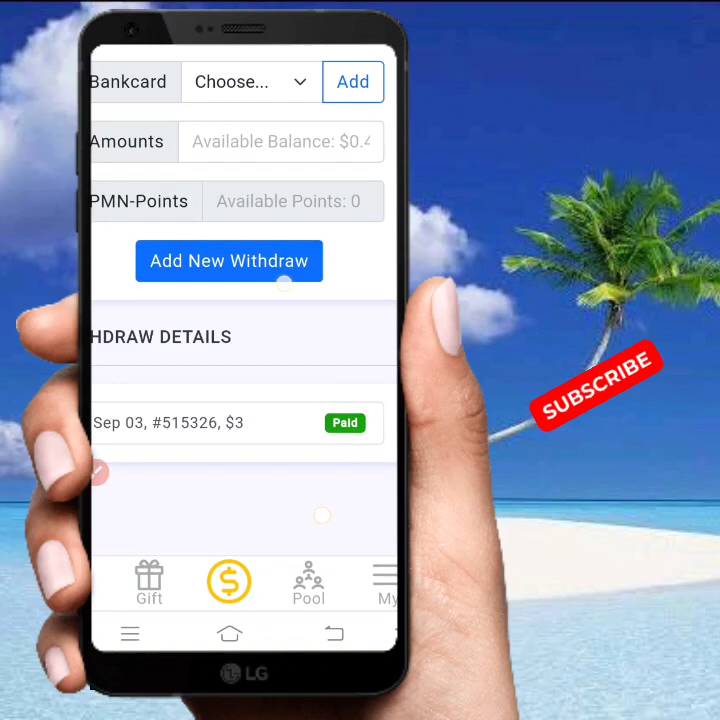 Bankcard Choose... Add
Amounts Available Balance: $0.4
PMN-Points Available Points: 0
Add New Withdraw
HDRAW DETAILS
Sep 03, #515326, $3 Paid
Gift Pool My
LG
SUBSCRIBE